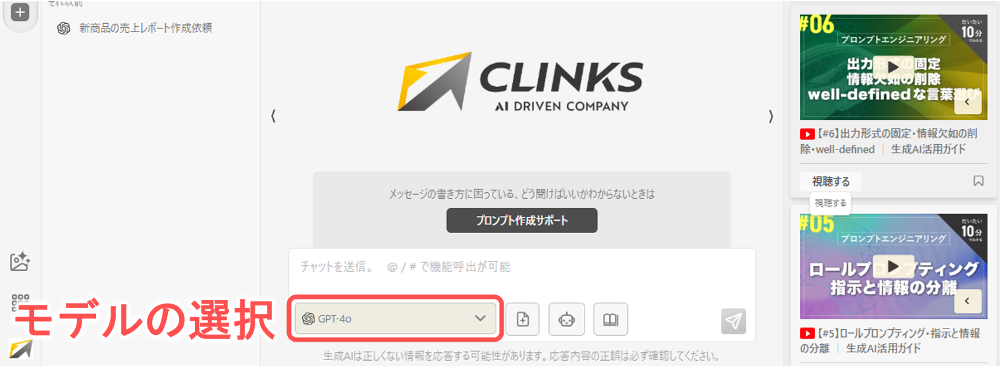 それ以前
新商品の売上レポート作成依頼
CLINKS
AI DRIVEN COMPANY
メッセージの書き方に困っている、どう聞けばいいかわからないときは
プロンプト作成サポート
チャットを送信。 @ / # で機能呼出が可能
モデルの選択
GPT-4o
生成AIは正しくない情報を応答する可能性があります。応答内容の正誤は必ず確認してください。
#06
だいたい
10分
でわかる
プロンプトエンジニアリング
出力形式の固定
情報欠如の削除
well-definedな言葉選び
【#6】出力形式の固定・情報欠如の削
除・well-defined ｜ 生成AI活用ガイド
視聴する
視聴する
#05
だいたい
10分
でわかる
プロンプトエンジニアリング
ロールプロンプティング
指示と情報の分離
【#5】ロールプロンプティング・指示と情報
の分離 ｜ 生成AI活用ガイド